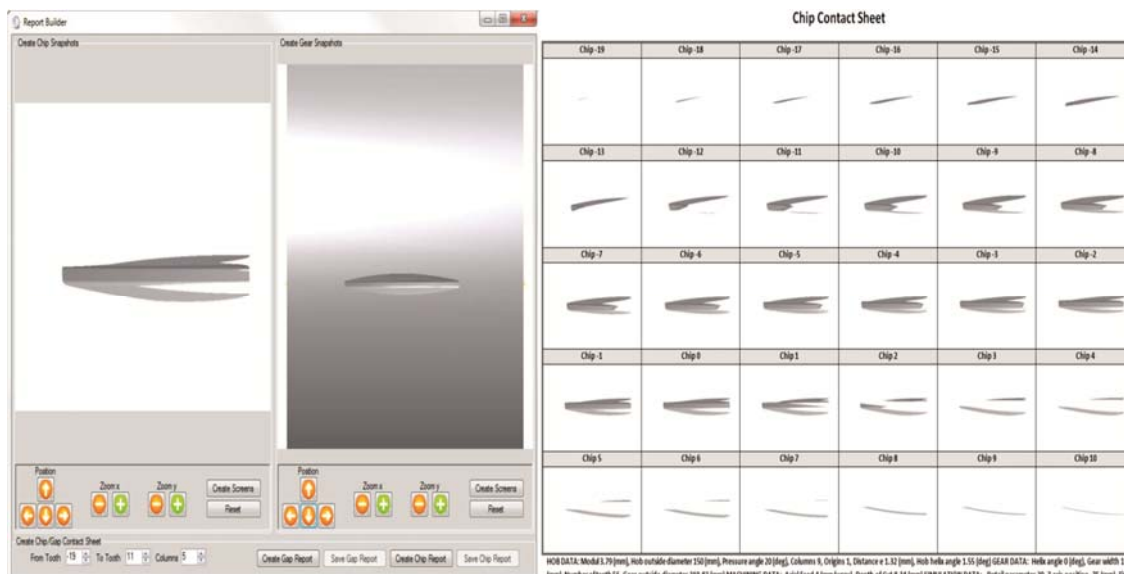 Report Builder
Create Chip Snapshots
Create Gear Snapshots
Position
Zoom x
Zoom y
Create Screens
Reset
Position
Zoom x
Zoom y
Create Screens
Reset
Create Chip/Gap Contact Sheet
From Tooth -19 To Tooth 11 Columns 5
Create Gap Report Save Gap Report Create Chip Report Save Chip Report
Chip Contact Sheet
Chip -19 Chip -18 Chip -17 Chip -16 Chip -15 Chip -14
Chip -13 Chip -12 Chip -11 Chip -10 Chip -9 Chip -8
Chip -7 Chip -6 Chip -5 Chip -4 Chip -3 Chip -2
Chip -1 Chip 0 Chip 1 Chip 2 Chip 3 Chip 4
Chip 5 Chip 6 Chip 7 Chip 8 Chip 9 Chip 10
HOB DATA: Modul 3.79 [mm], Hob outside diameter 150 [mm], Pressure angle 20 [deg], Columns 9, Origins 1, Distance e 1.32 [mm], Hob helix angle 1.55 [deg] GEAR DATA: Helix angle 0 [deg], Gear width 1